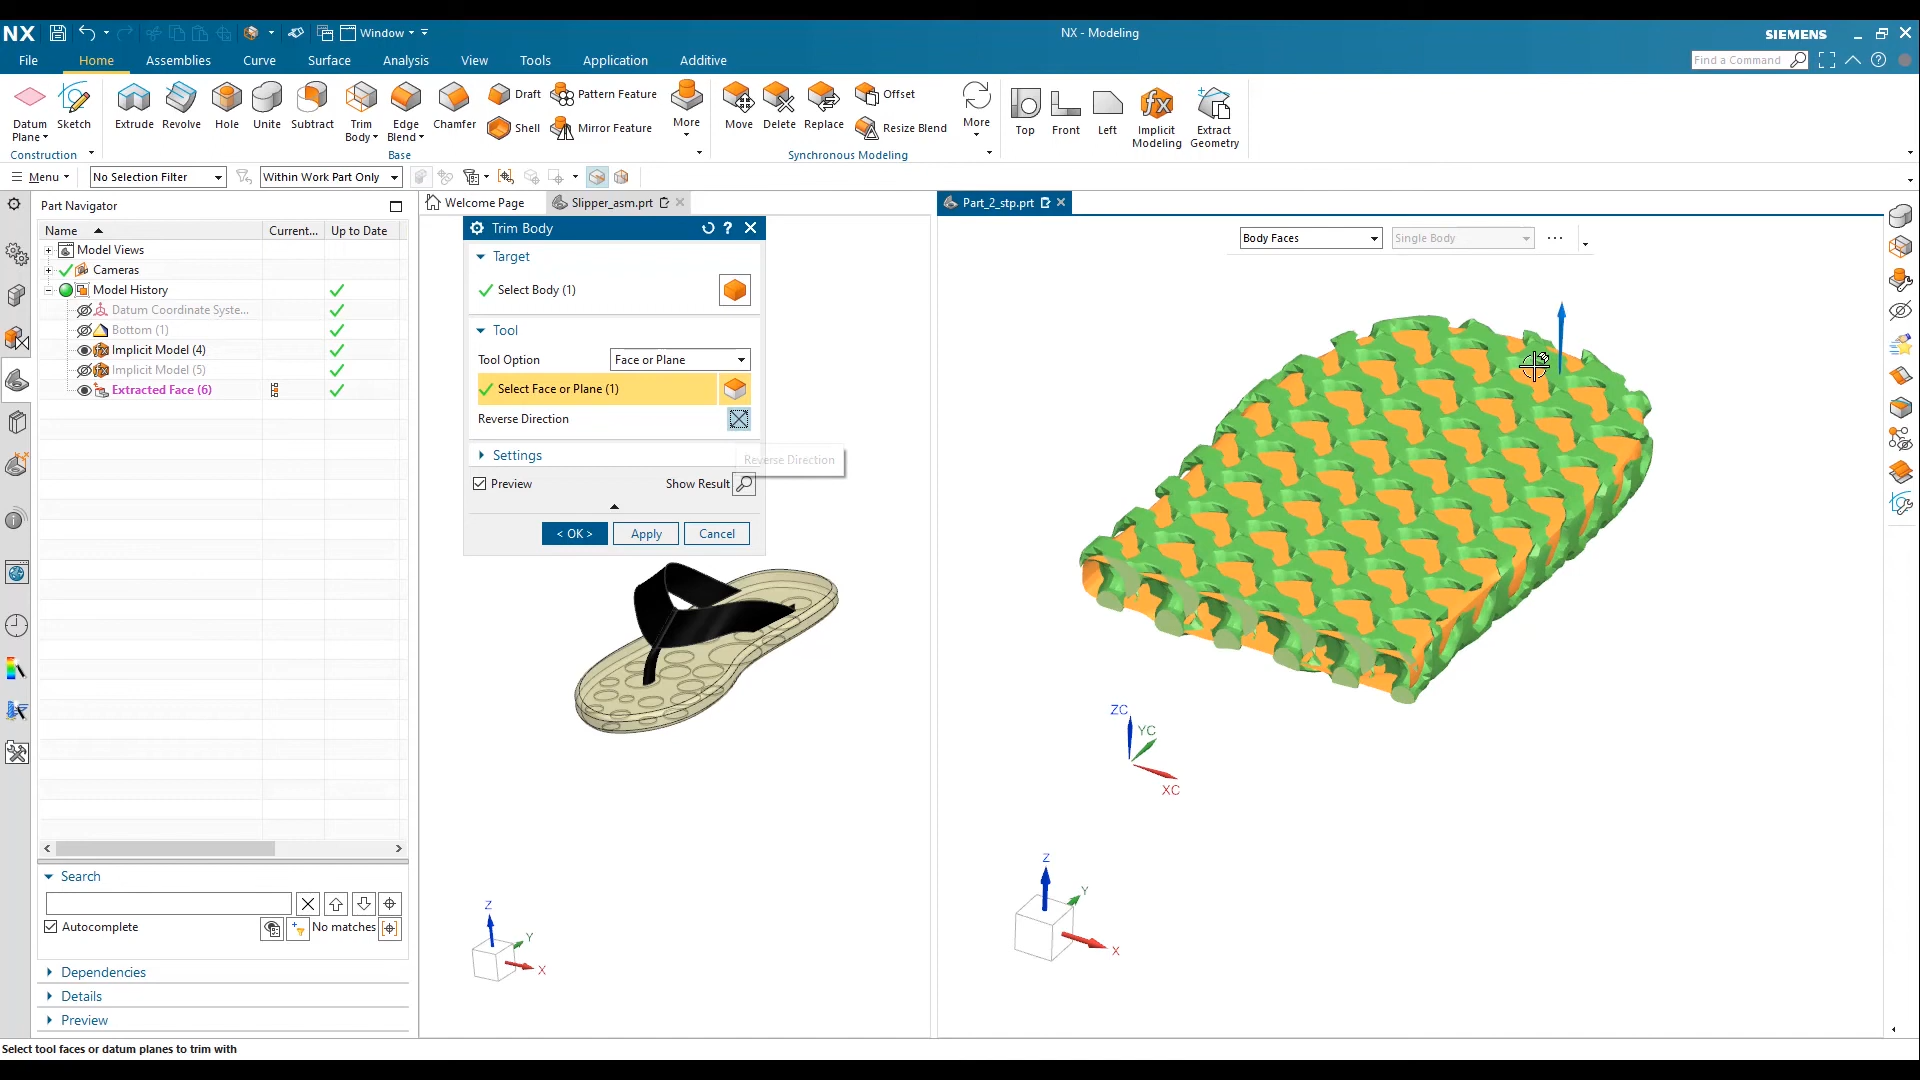 NX
Window
NX - Modeling
SIEMENS
File
Home
Assemblies
Curve
Surface
Analysis
View
Tools
Application
Additive
Find a Command
Datum Plane
Sketch
Extrude
Revolve
Hole
Unite
Subtract
Trim Body
Edge Blend
Chamfer
Draft
Shell
Pattern Feature
Mirror Feature
More
Move
Delete
Replace
Offset
Resize Blend
More
Top
Front
Left
Implicit Modeling
Extract Geometry
Construction
Base
Synchronous Modeling
Menu
No Selection Filter
Within Work Part Only
Part Navigator
Name
Current...
Up to Date
Model Views
Cameras
Model History
Datum Coordinate Syste...
Bottom (1)
Implicit Model (4)
Implicit Model (5)
Extracted Face (6)
Search
Autocomplete
No matches
Dependencies
Details
Preview
Select tool faces or datum planes to trim with
Welcome Page
Slipper_asm.prt
Trim Body
?
Target
Select Body (1)
Tool
Tool Option
Face or Plane
Select Face or Plane (1)
Reverse Direction
Settings
Reverse Direction
Preview
Show Result
< OK >
Apply
Cancel
Z
Y
X
Part_2_stp.prt
Body Faces
Single Body
ZC
YC
XC
Z
Y
X